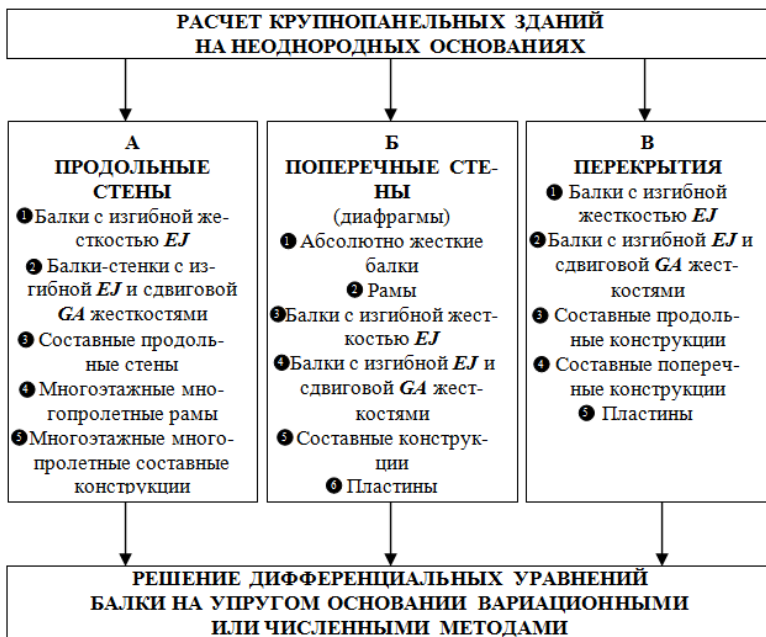 РАСЧЕТ КРУПНОПАНЕЛЬНЫХ ЗДАНИЙ
НА НЕОДНОРОДНЫХ ОСНОВАНИЯХ
А
ПРОДОЛЬНЫЕ
СТЕНЫ
❶Балки с изгибной же-
сткостью EJ
❷ Балки-стенки с из-
гибной EJ и сдвиговой
GA жесткостями
❸ Составные продоль-
ные стены
❹ Многоэтажные мно-
гопролетные рамы
❺Многоэтажные много-
пролетные составные
конструкции
Б
ПОПЕРЕЧНЫЕ СТЕ-
НЫ
(диафрагмы)
❶ Абсолютно жесткие
балки
❷ Рамы
❸Балки с изгибной жест-
костью EJ
❹Балки с изгибной EJ и
сдвиговой GA жест-
костями
❺ Составные конструк-
ции
❻ Пластины
В
ПЕРЕКРЫТИЯ
❶ Балки с изгибной
жесткостью EJ
❷Балки с изгибной EJ и
сдвиговой GA жест-
костями
❸ Составные продоль-
ные конструкции
❹ Составные попереч-
ные конструкции
❺ Пластины
РЕШЕНИЕ ДИФФЕРЕНЦИАЛЬНЫХ УРАВНЕНИЙ
БАЛКИ НА УПРУГОМ ОСНОВАНИИ ВАРИАЦИОННЫМИ
ИЛИ ЧИСЛЕННЫМИ МЕТОДАМИ